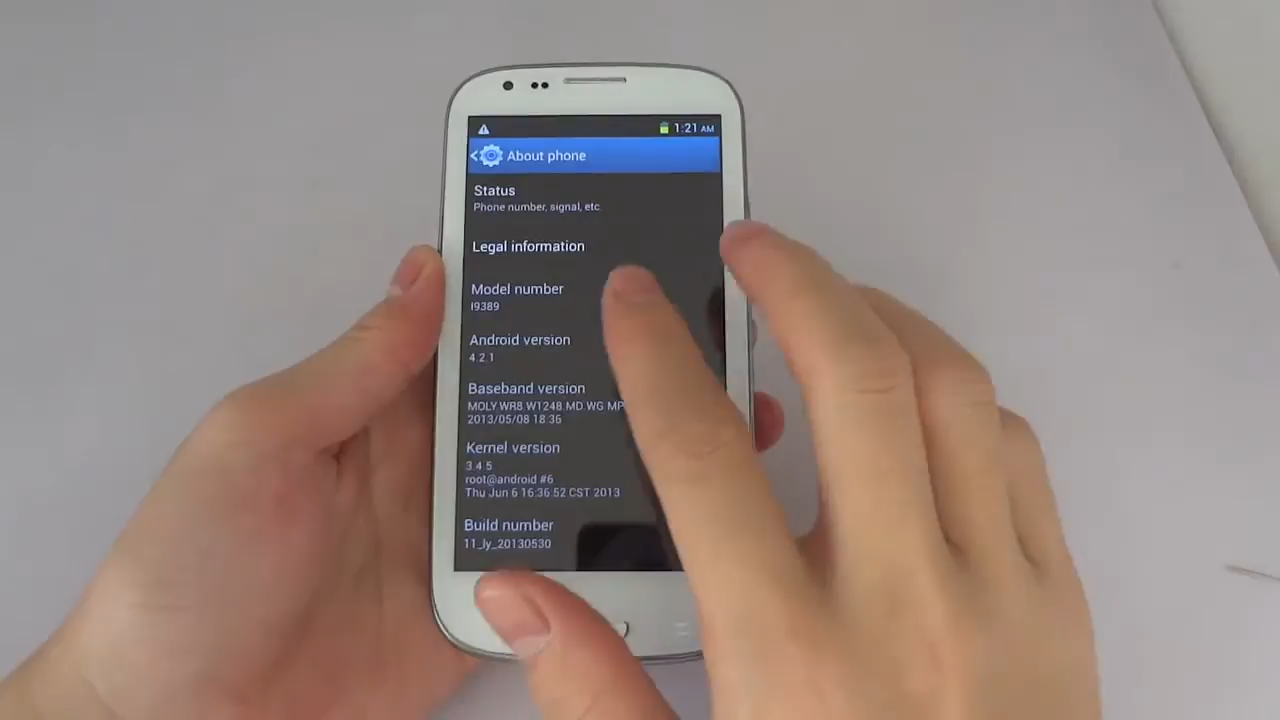 1:21 AM
About phone
Status
Phone number, signal, etc.
Legal information
Model number
I9389
Android version
4.2.1
Baseband version
MOLY.WR8.W1248.MD.WG.MP
2013/05/08 18:36
Kernel version
3.4.5
root@android #6
Thu Jun 6 16:36:52 CST 2013
Build number
11_ly_20130530